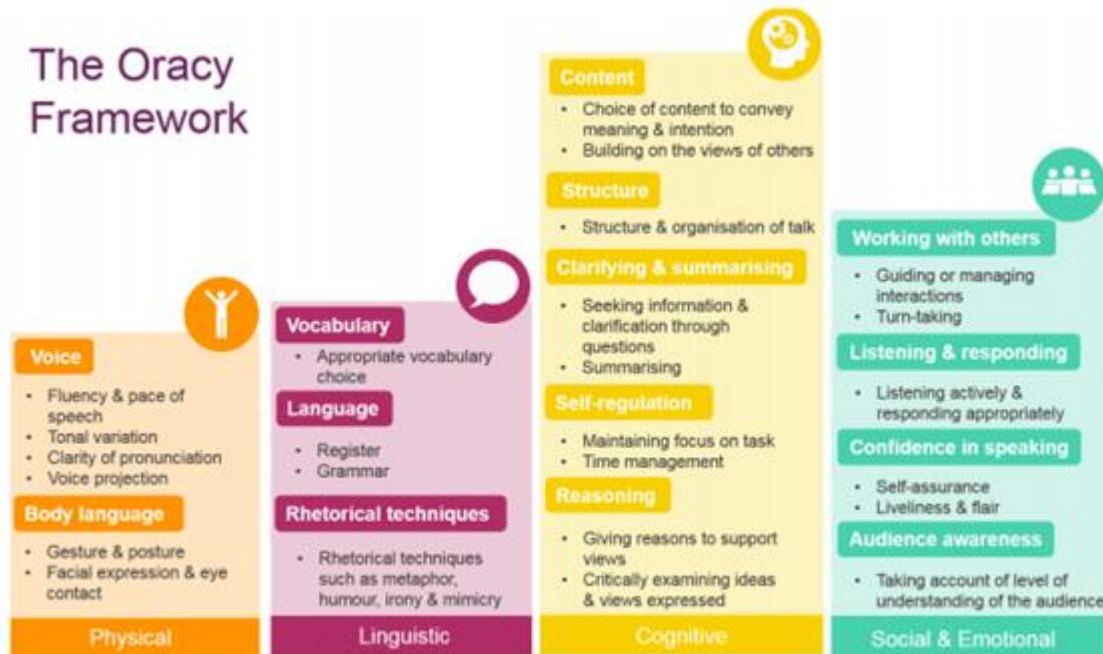 The Oracy
Framework
Voice
• Fluency & pace of
speech
• Tonal variation
• Clarity of pronunciation
• Voice projection
Body language
• Gesture & posture
• Facial expression & eye
contact
Physical
Vocabulary
• Appropriate vocabulary
choice
Language
• Register
• Grammar
Rhetorical techniques
• Rhetorical techniques
such as metaphor,
humour, irony & mimicry
Linguistic
Content
• Choice of content to convey
meaning & intention
• Building on the views of others
Structure
• Structure & organisation of talk
Clarifying & summarising
• Seeking information &
clarification through
questions
• Summarising
Self-regulation
• Maintaining focus on task
• Time management
Reasoning
• Giving reasons to support
views
• Critically examining ideas
& views expressed
Cognitive
Working with others
• Guiding or managing
interactions
• Turn-taking
Listening & responding
• Listening actively &
responding appropriately
Confidence in speaking
• Self-assurance
• Liveliness & flair
Audience awareness
• Taking account of level of
understanding of the audience
Social & Emotional